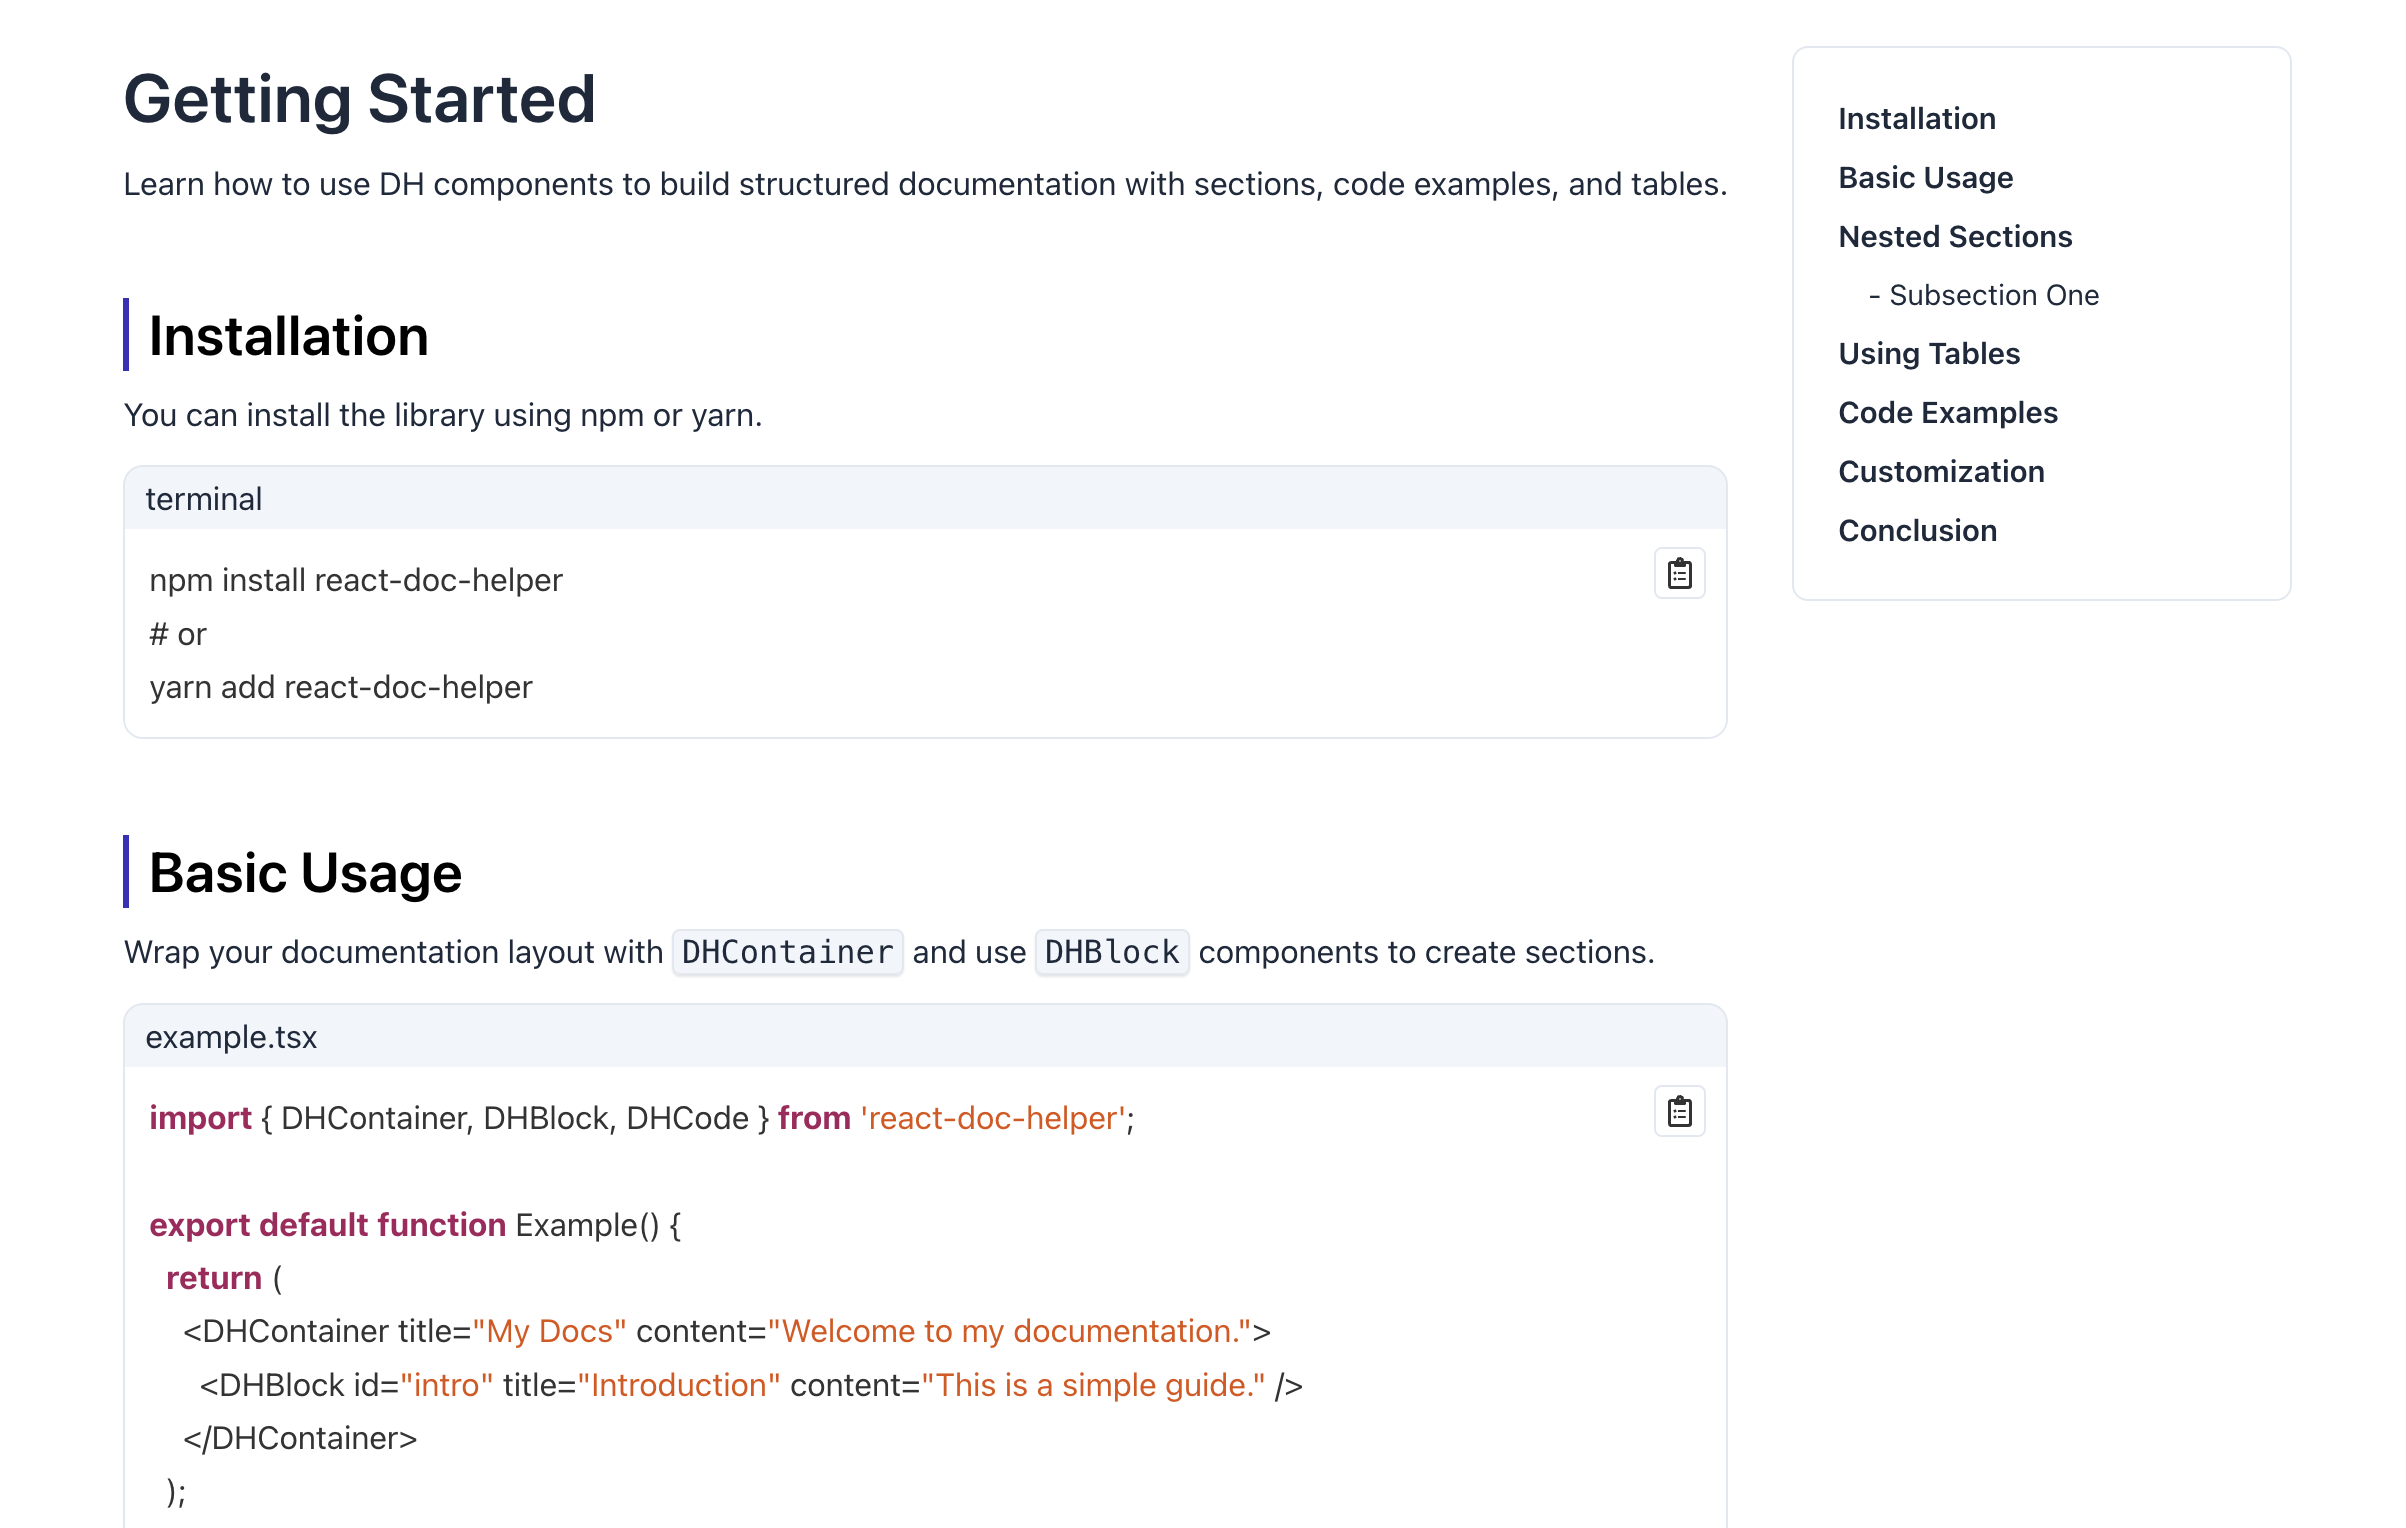 Getting Started
Learn how to use DH components to build structured documentation with sections, code examples, and tables.
Installation
You can install the library using npm or yarn.
terminal
npm install react-doc-helper
# or
yarn add react-doc-helper
Basic Usage
Wrap your documentation layout with DHContainer and use DHBlock components to create sections.
example.tsx
import { DHContainer, DHBlock, DHCode } from 'react-doc-helper';
export default function Example() {
return (
<DHContainer title="My Docs" content="Welcome to my documentation.">
<DHBlock id="intro" title="Introduction" content="This is a simple guide." />
</DHContainer>
);
Installation
Basic Usage
Nested Sections
- Subsection One
Using Tables
Code Examples
Customization
Conclusion